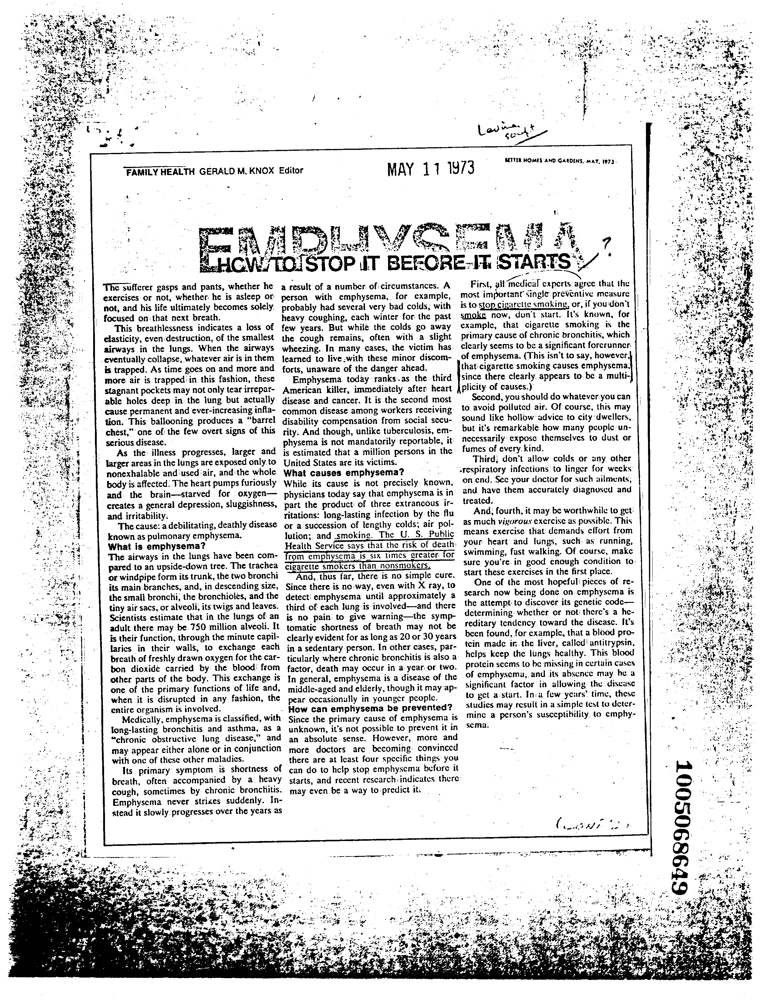 FAMILY HEALTH GERALD M. KNOX Editor
MAY 11 1973
BETTER HOMES AND GARDENS, MAY, 1973
EMPHYSEMA ?
HOW TO STOP IT BEFORE IT STARTS
The sufferer gasps and pants, whether he
exercises or not, whether he is asleep or
not, and his life ultimately becomes solely
focused on that next breath.
This breathlessness indicates a loss of
elasticity, even destruction, of the smallest
airways in the lungs. When the airways
eventually collapse, whatever air is in them
is trapped. As time goes on and more and
more air is trapped in this fashion, these
stagnant pockets may not only tear irrepar-
able holes deep in the lung but actually
cause permanent and ever-increasing infla-
tion. This ballooning produces a "barrel
chest," one of the few overt signs of this
serious disease.
As the illness progresses, larger and
larger areas in the lungs are exposed only to
nonexhalable and used air, and the whole
body is affected. The heart pumps furiously
and the brain—starved for oxygen—
creates a general depression, sluggishness,
and irritability.
The cause: a debilitating, deathly disease
known as pulmonary emphysema.
What is emphysema?
The airways in the lungs have been com-
pared to an upside-down tree. The trachea
or windpipe form its trunk, the two bronchi
its main branches, and, in descending size,
the small bronchi, the bronchioles, and the
tiny air sacs, or alveoli, its twigs and leaves.
Scientists estimate that in the lungs of an
adult there may be 750 million alveoli. It
is their function, through the minute capil-
laries in their walls, to exchange each
breath of freshly drawn oxygen for the car-
bon dioxide carried by the blood from
other parts of the body. This exchange is
one of the primary functions of life and,
when it is disrupted in any fashion, the
entire organism is involved.
Medically, emphysema is classified, with
long-lasting bronchitis and asthma, as a
"chronic obstructive lung disease," and
may appear either alone or in conjunction
with one of these other maladies.
Its primary symptom is shortness of
breath, often accompanied by a heavy
cough, sometimes by chronic bronchitis.
Emphysema never strikes suddenly. In-
stead it slowly progresses over the years as
a result of a number of circumstances. A
person with emphysema, for example,
probably had several very bad colds, with
heavy coughing, each winter for the past
few years. But while the colds go away
the cough remains, often with a slight
wheezing. In many cases, the victim has
learned to live with these minor discom-
forts, unaware of the danger ahead.
Emphysema today ranks as the third
American killer, immediately after heart
disease and cancer. It is the second most
common disease among workers receiving
disability compensation from social secu-
rity. And though, unlike tuberculosis, em-
physema is not mandatorily reportable, it
is estimated that a million persons in the
United States are its victims.
What causes emphysema?
While its cause is not precisely known,
physicians today say that emphysema is in
part the product of three extraneous ir-
ritations: long-lasting infection by the flu
or a succession of lengthy colds; air pol-
lution; and smoking. The U. S. Public
Health Service says that the risk of death
from emphysema is six times greater for
cigarette smokers than nonsmokers.
And, thus far, there is no simple cure.
Since there is no way, even with X ray, to
detect emphysema until approximately a
third of each lung is involved—and there
is no pain to give warning—the symp-
tomatic shortness of breath may not be
clearly evident for as long as 20 or 30 years
in a sedentary person. In other cases, par-
ticularly where chronic bronchitis is also a
factor, death may occur in a year or two.
In general, emphysema is a disease of the
middle-aged and elderly, though it may ap-
pear occasionally in younger people.
How can emphysema be prevented?
Since the primary cause of emphysema is
unknown, it's not possible to prevent it in
an absolute sense. However, more and
more doctors are becoming convinced
there are at least four specific things you
can do to help stop emphysema before it
starts, and recent research indicates there
may even be a way to predict it.
First, all medical experts agree that the
most important single preventive measure
is to stop cigarette smoking, or, if you don't
smoke now, don't start. It's known, for
example, that cigarette smoking is the
primary cause of chronic bronchitis, which
clearly seems to be a significant forerunner
of emphysema. (This isn't to say, however,
that cigarette smoking causes emphysema,
since there clearly appears to be a multi-
plicity of causes.)
Second, you should do whatever you can
to avoid polluted air. Of course, this may
sound like hollow advice to city dwellers,
but it's remarkable how many people un-
necessarily expose themselves to dust or
fumes of every kind.
Third, don't allow colds or any other
respiratory infections to linger for weeks
on end. See your doctor for such ailments,
and have them accurately diagnosed and
treated.
And, fourth, it may be worthwhile to get
as much vigorous exercise as possible. This
means exercise that demands effort from
your heart and lungs, such as running,
swimming, fast walking. Of course, make
sure you're in good enough condition to
start these exercises in the first place.
One of the most hopeful pieces of re-
search now being done on emphysema is
the attempt to discover its genetic code—
determining whether or not there's a he-
reditary tendency toward the disease. It's
been found, for example, that a blood pro-
tein made in the liver, called antitrypsin,
helps keep the lungs healthy. This blood
protein seems to be missing in certain cases
of emphysema, and its absence may be a
significant factor in allowing the disease
to get a start. In a few years' time, these
studies may result in a simple test to deter-
mine a person's susceptibility to emphy-
sema.
1005068649